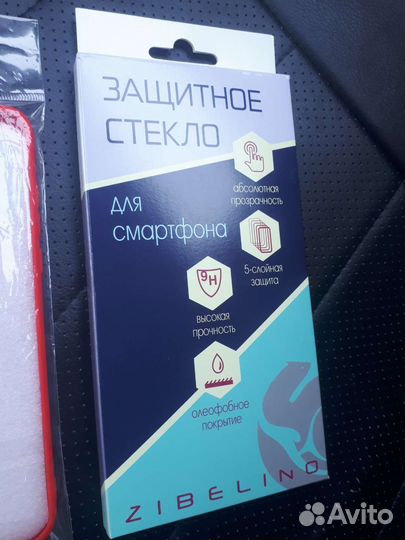 ЗАЩИТНОЕ
СТЕКЛО
для
смартфона
абсолютная
прозрачность
5-слойная
защита
9H
высокая
прочность
олеофобное
покрытие
ZIBELINO
Avito